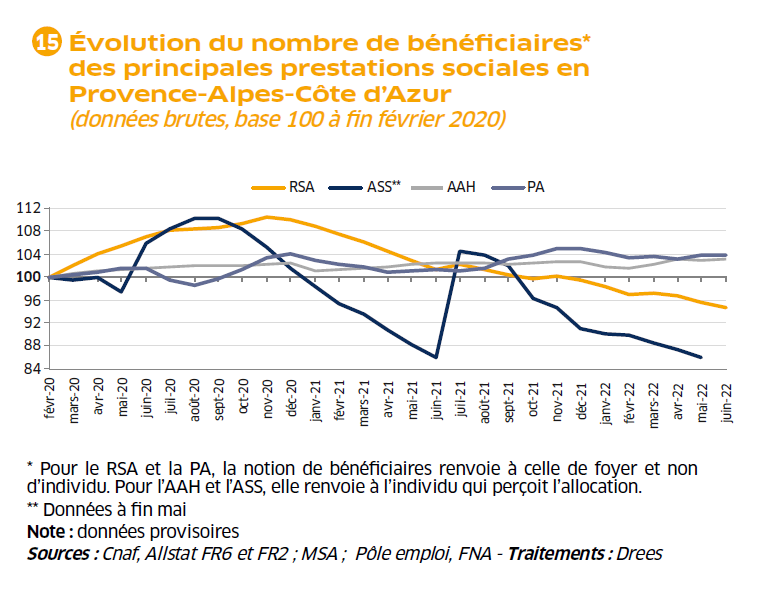 15 Évolution du nombre de bénéficiaires*
des principales prestations sociales en
Provence-Alpes-Côte d'Azur
(données brutes, base 100 à fin février 2020)
RSA ASS** AAH PA
112
108
104
100
96
92
88
84
févr-20 mars-20 avr-20 mai-20 juin-20 juil-20 août-20 sept-20 oct-20 nov-20 déc-20 janv-21 févr-21 mars-21 avr-21 mai-21 juin-21 juil-21 août-21 sept-21 oct-21 nov-21 déc-21 janv-22 févr-22 mars-22 avr-22 mai-22 juin-22
* Pour le RSA et la PA, la notion de bénéficiaires renvoie à celle de foyer et non
d'individu. Pour l'AAH et l'ASS, elle renvoie à l'individu qui perçoit l'allocation.
** Données à fin mai
Note : données provisoires
Sources : Cnaf, Allstat FR6 et FR2 ; MSA ; Pôle emploi, FNA - Traitements : Drees